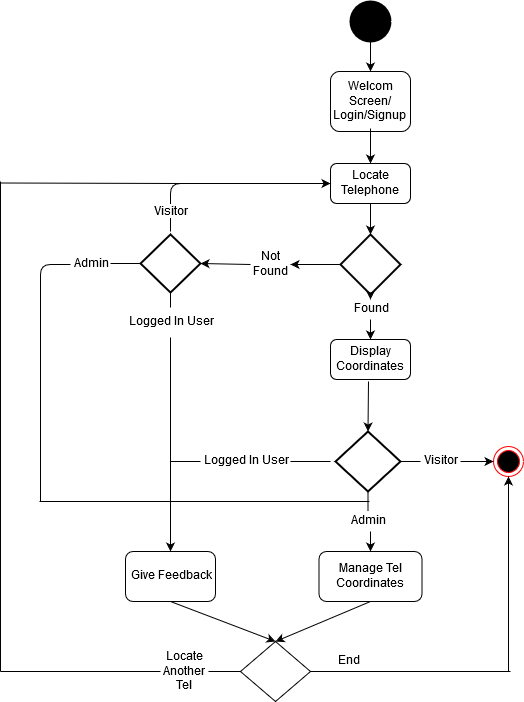 Welcom
Screen/
Login/Signup
Locate
Telephone
Visitor
Admin
Not
Found
Found
Logged In User
Display
Coordinates
Logged In User
Visitor
Admin
Give Feedback
Manage Tel
Coordinates
Locate
Another
Tel
End